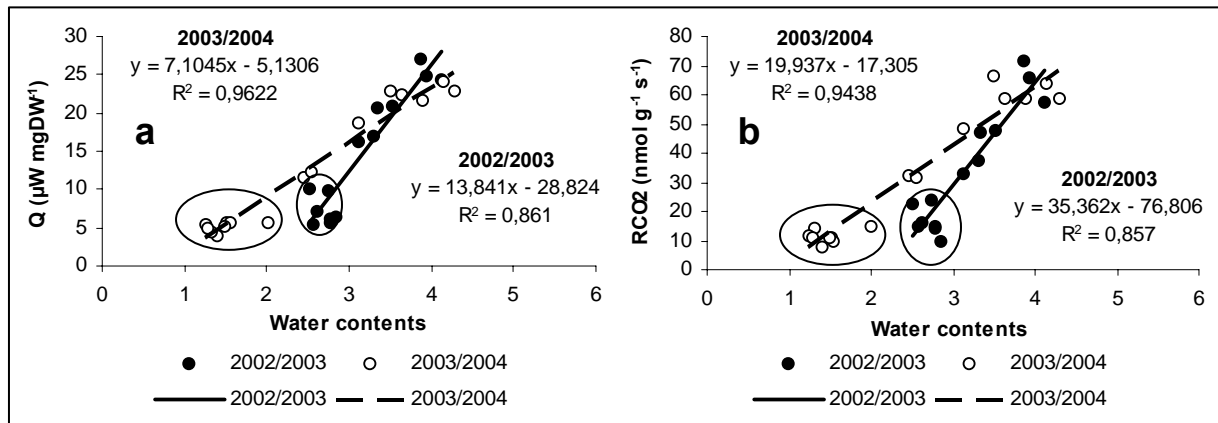 2003/2004
y = 7,1045x - 5,1306
R² = 0,9622
a
2002/2003
y = 13,841x - 28,824
R² = 0,861
Q (µW mgDW⁻¹)
30
25
20
15
10
5
0
0 1 2 3 4 5 6
Water contents
2002/2003 2003/2004
2002/2003 2003/2004
2003/2004
y = 19,937x - 17,305
R² = 0,9438
b
2002/2003
y = 35,362x - 76,806
R² = 0,857
RCO2 (nmol g⁻¹ s⁻¹)
80
70
60
50
40
30
20
10
0
0 1 2 3 4 5 6
Water contents
2002/2003 2003/2004
2002/2003 2003/2004